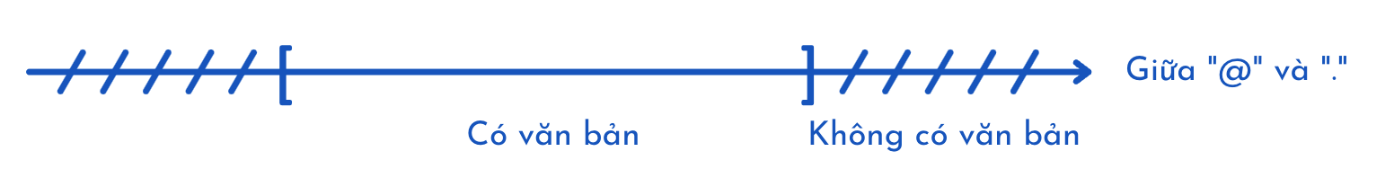 Giữa "@" và "."
Có văn bản
Không có văn bản